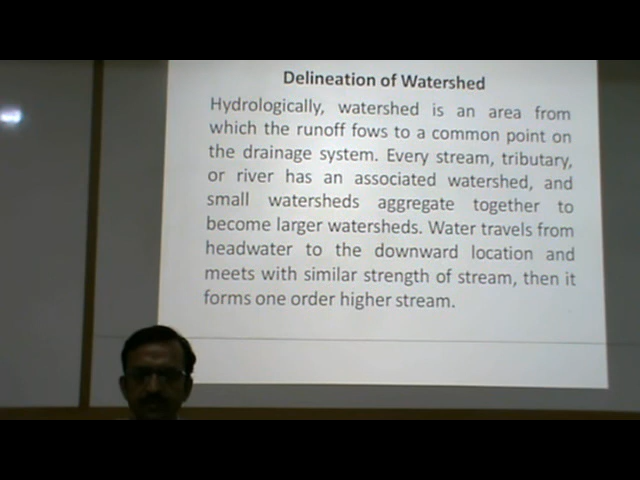 Delineation of Watershed
Hydrologically, watershed is an area from
which the runoff fows to a common point on
the drainage system. Every stream, tributary,
or river has an associated watershed, and
small watersheds aggregate together to
become larger watersheds. Water travels from
headwater to the downward location and
meets with similar strength of stream, then it
forms one order higher stream.